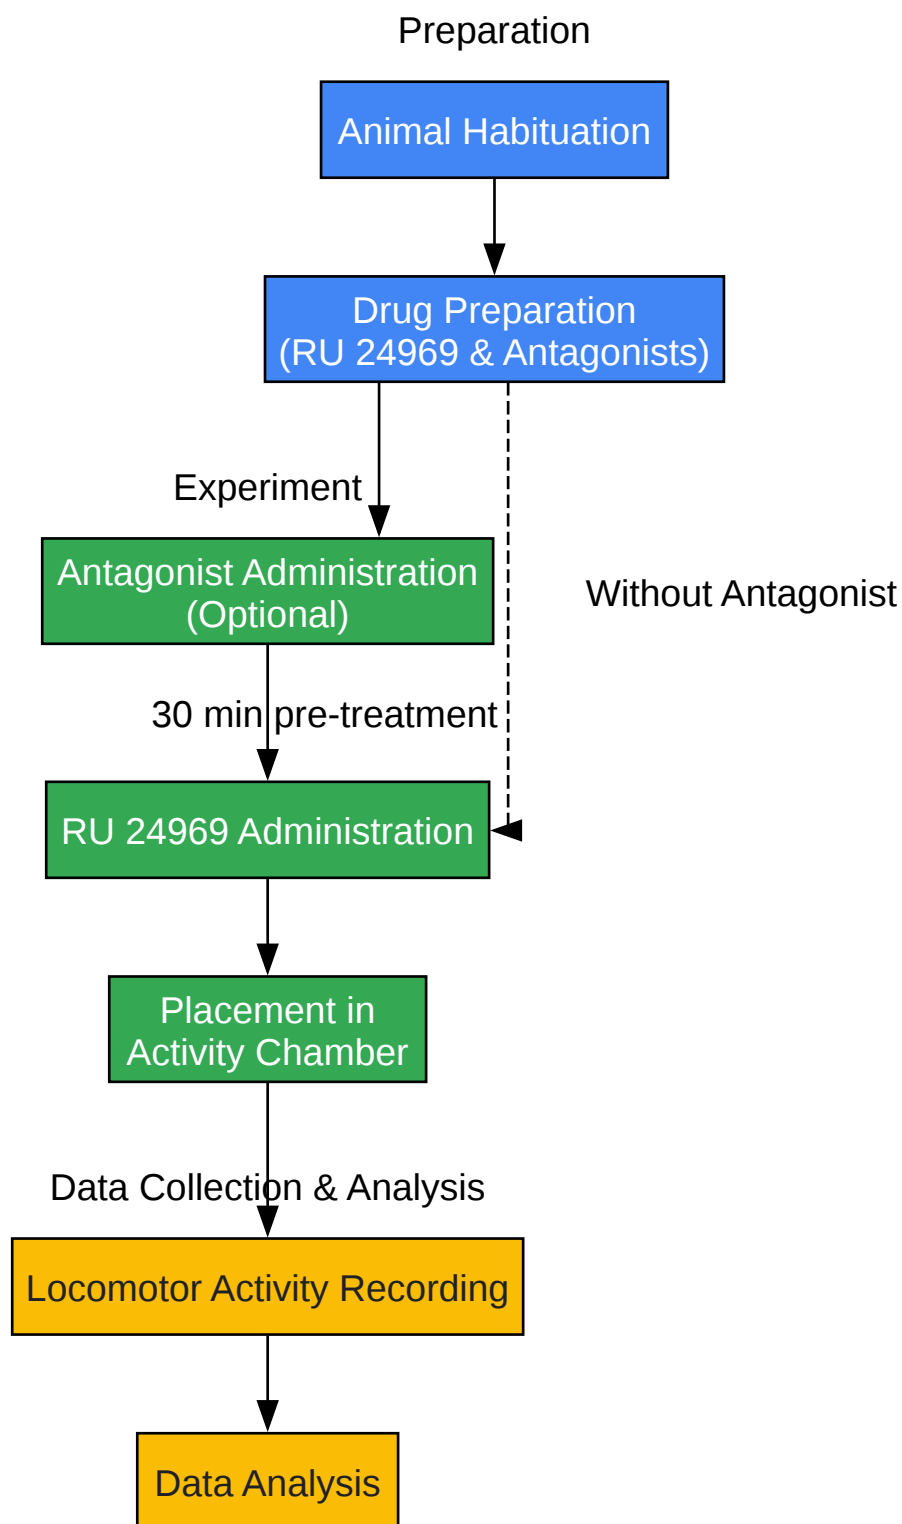 Preparation
Animal Habituation
Drug Preparation
(RU 24969 & Antagonists)
Experiment
Antagonist Administration
(Optional)
Without Antagonist
30 min pre-treatment
RU 24969 Administration
Placement in
Activity Chamber
Data Collection & Analysis
Locomotor Activity Recording
Data Analysis